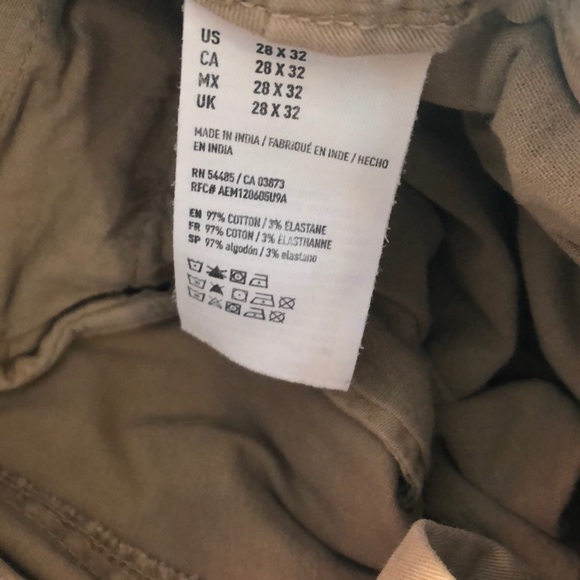 US 28 X 32
CA 28 X 32
MX 28 X 32
UK 28 X 32
MADE IN INDIA / FABRIQUÉ EN INDE / HECHO
EN INDIA
RN 54485 / CA 03873
RFC# AEM120605U9A
EN 97% COTTON / 3% ELASTANE
FR 97% COTON / 3% ÉLASTHANNE
SP 97% algodón / 3% elastano